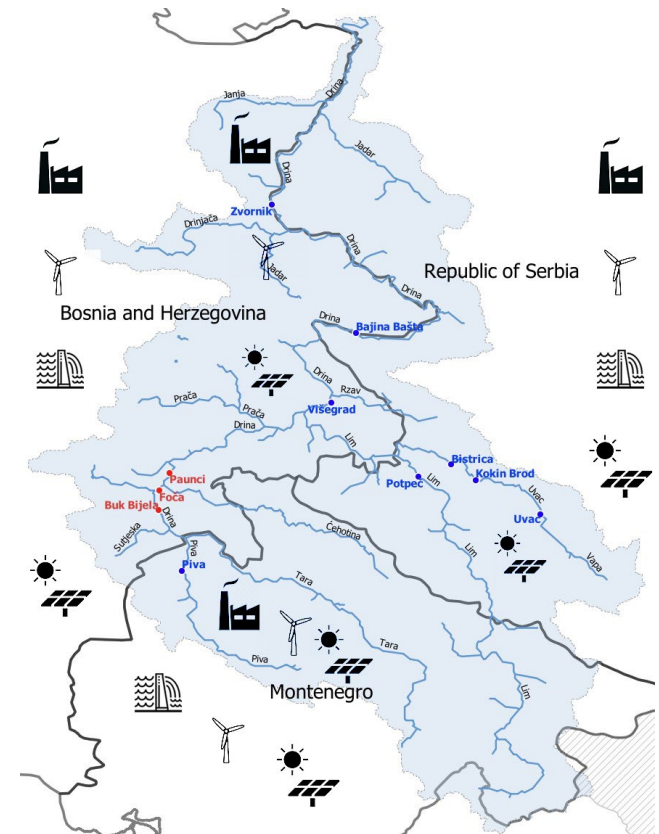 Janja
Drina
Jadar
Drina
Zvornik
Drinjača
Drina
Jadar
Republic of Serbia
Drina
Bosnia and Herzegovina
Drina
Bajina Bašta
Drina
Rzav
Prača
Prača
Višegrad
Drina
Lim
Bistrica
Paunci
Lim
Kokin Brod
Potpeć
Foča
Uvac
Buk Bijela
Drina
Uvac
Ćehotina
Sutjeska
Lim
Vapa
Piva
Piva
Tara
Tara
Piva
Lim
Montenegro